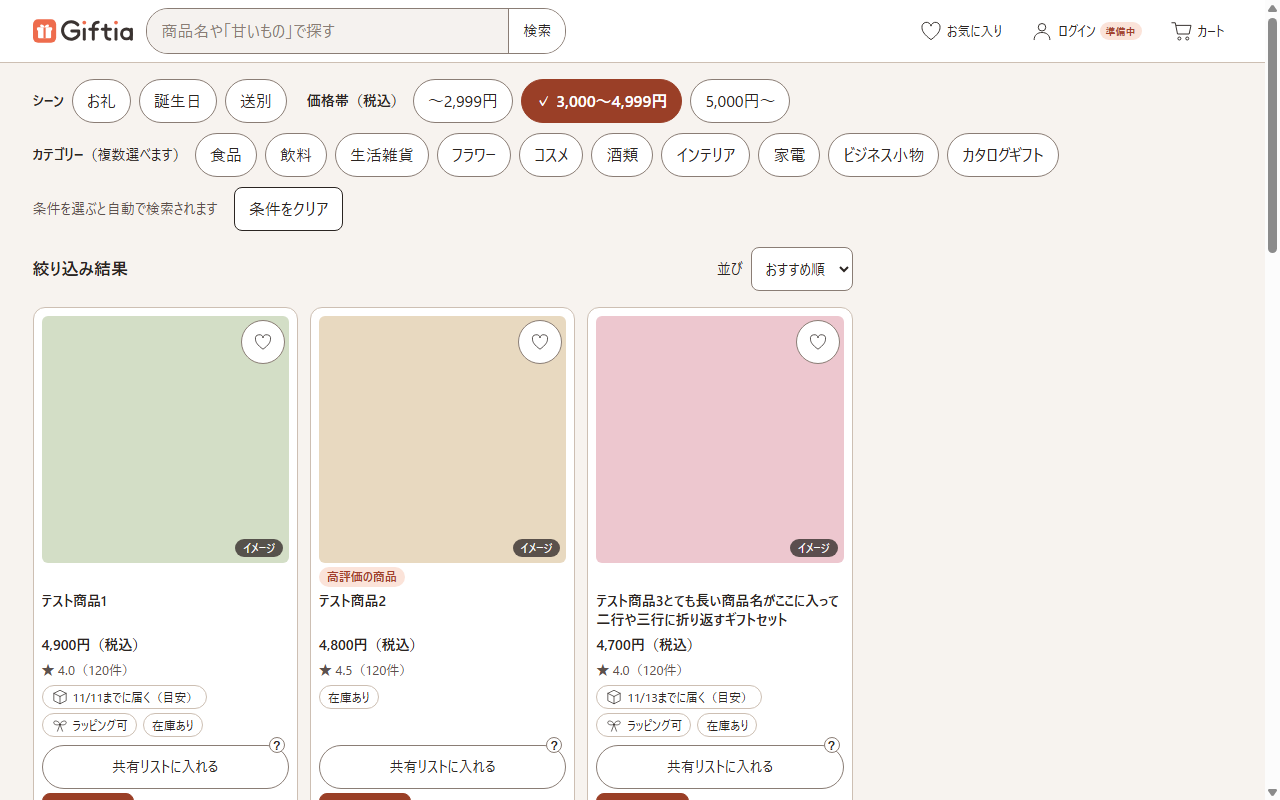 Giftia
商品名や「甘いもの」で探す
検索
お気に入り
ログイン 準備中
カート
シーン お礼 誕生日 送別 価格帯（税込） ～2,999円 ✓ 3,000～4,999円 5,000円～
カテゴリー（複数選べます） 食品 飲料 生活雑貨 フラワー コスメ 酒類 インテリア 家電 ビジネス小物 カタログギフト
条件を選ぶと自動で検索されます 条件をクリア
絞り込み結果
並び おすすめ順
イメージ
テスト商品1
4,900円（税込）
★ 4.0（120件）
11/11までに届く（目安）
ラッピング可 在庫あり
?
共有リストに入れる
イメージ
高評価の商品
テスト商品2
4,800円（税込）
★ 4.5（120件）
在庫あり
?
共有リストに入れる
イメージ
テスト商品3とても長い商品名がここに入って
二行や三行に折り返すギフトセット
4,700円（税込）
★ 4.0（120件）
11/13までに届く（目安）
ラッピング可 在庫あり
?
共有リストに入れる